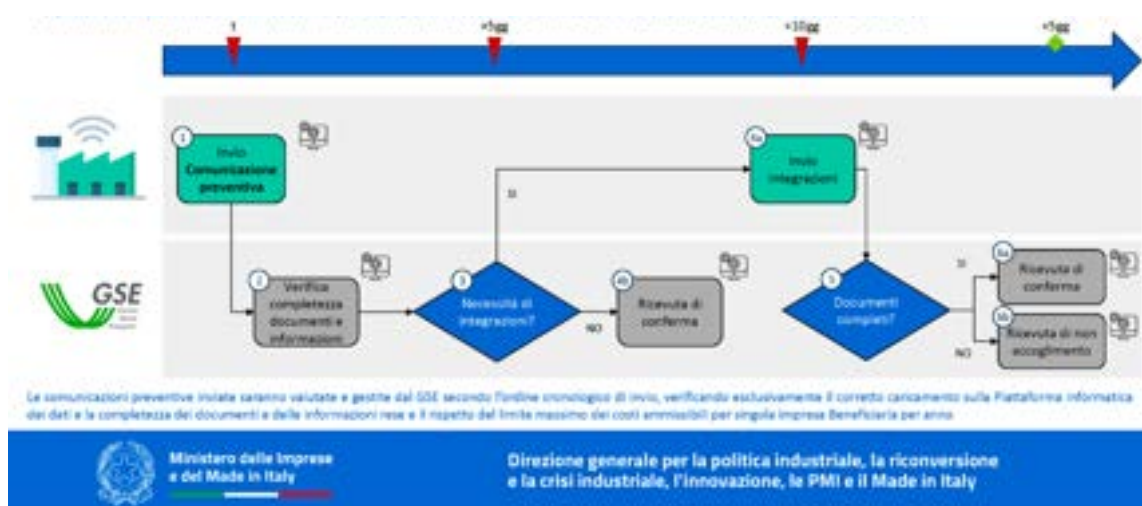 t
+5gg
+10gg
+5gg
1
Invio
Comunicazione
preventiva
4a
Invio
integrazioni
SI
GSE
2
Verifica
completezza
documenti e
informazioni
3
Necessità di
integrazioni?
NO
4b
Ricevuta di
conferma
5
Documenti
completi?
SI
NO
6a
Ricevuta di
conferma
6b
Ricevuta di non
accoglimento
Le comunicazioni preventive inviate saranno valutate e gestite dal GSE secondo l'ordine cronologico di invio, verificando esclusivamente il corretto caricamento sulla Piattaforma informatica
dei dati e la completezza dei documenti e delle informazioni rese e il rispetto del limite massimo dei costi ammissibili per singola impresa Beneficiaria per anno
Ministero delle Imprese
e del Made in Italy
Direzione generale per la politica industriale, la riconversione
e la crisi industriale, l'innovazione, le PMI e il Made in Italy